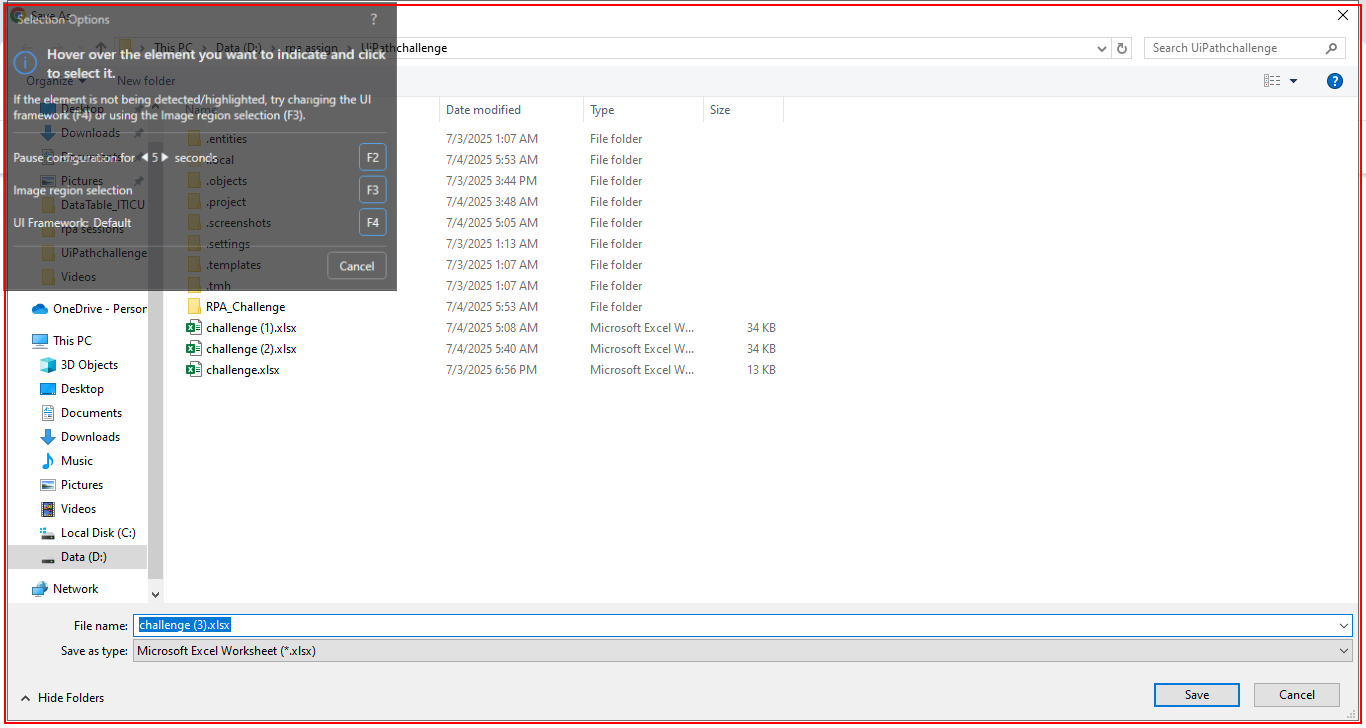 Save As
Selection Options
?
This PC > Data (D:) > rpa assign > UiPathchallenge
Search UiPathchallenge
Hover over the element you want to indicate and click
to select it.
Organize
New folder
If the element is not being detected/highlighted, try changing the UI
framework (F4) or using the Image region selection (F3).
Pause configuration for 5 seconds
F2
Image region selection
F3
UI Framework: Default
F4
Cancel
Desktop
Downloads
Pictures
DataTable_ITICU
rpa sessions
UiPathchallenge
Videos
OneDrive - Person
This PC
3D Objects
Desktop
Documents
Downloads
Music
Pictures
Videos
Local Disk (C:)
Data (D:)
Network
Name Date modified Type Size
.entities 7/3/2025 1:07 AM File folder
.local 7/4/2025 5:53 AM File folder
.objects 7/3/2025 3:44 PM File folder
.project 7/4/2025 3:48 AM File folder
.screenshots 7/4/2025 5:05 AM File folder
.settings 7/3/2025 1:13 AM File folder
.templates 7/3/2025 1:07 AM File folder
.tmh 7/3/2025 1:07 AM File folder
RPA_Challenge 7/4/2025 5:53 AM File folder
challenge (1).xlsx 7/4/2025 5:08 AM Microsoft Excel W... 34 KB
challenge (2).xlsx 7/4/2025 5:40 AM Microsoft Excel W... 34 KB
challenge.xlsx 7/3/2025 6:56 PM Microsoft Excel W... 13 KB
File name: challenge (3).xlsx
Save as type: Microsoft Excel Worksheet (*.xlsx)
Hide Folders
Save
Cancel